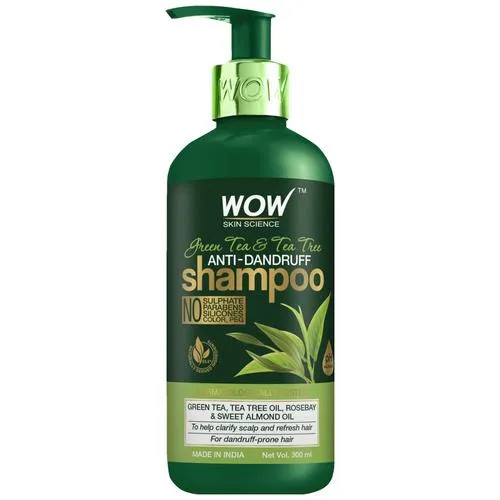 WOW
WOW
TM
SKIN SCIENCE
Green Tea & Tea Tree
ANTI-DANDRUFF
shampoo
NO SULPHATE
PARABENS
SILICONES
COLOR, PEG
GREEN TEA, TEA TREE OIL, ROSEBAY
& SWEET ALMOND OIL
To help clarify scalp and refresh hair
For dandruff-prone hair
MADE IN INDIA Net Vol. 300 ml